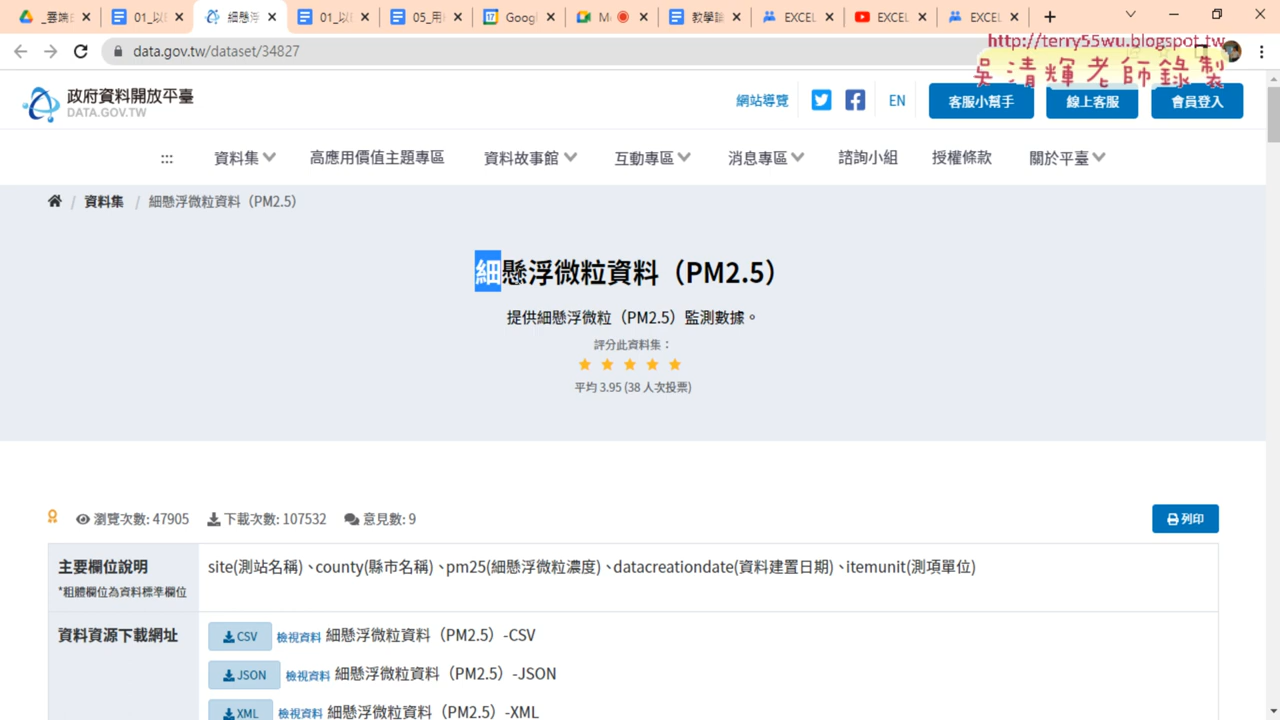 _雲端
01_以
細懸浮
01_以
05_用
Googl
Me
教學論
EXCEL
EXCEL
EXCEL
data.gov.tw/dataset/34827
http://terry55wu.blogspot.tw
吳清輝老師錄製
政府資料開放平臺
DATA.GOV.TW
網站導覽
EN
客服小幫手
線上客服
會員登入
:::
資料集
高應用價值主題專區
資料故事館
互動專區
消息專區
諮詢小組
授權條款
關於平臺
/ 資料集 / 細懸浮微粒資料（PM2.5）
細懸浮微粒資料（PM2.5）
提供細懸浮微粒（PM2.5）監測數據。
評分此資料集：
平均 3.95 (38 人次投票)
瀏覽次數: 47905 下載次數: 107532 意見數: 9
列印
主要欄位說明
*粗體欄位為資料標準欄位
site(測站名稱)、county(縣市名稱)、pm25(細懸浮微粒濃度)、datacreationdate(資料建置日期)、itemunit(測項單位)
資料資源下載網址
CSV 檢視資料 細懸浮微粒資料（PM2.5）-CSV
JSON 檢視資料 細懸浮微粒資料（PM2.5）-JSON
XML 檢視資料 細懸浮微粒資料（PM2.5）-XML